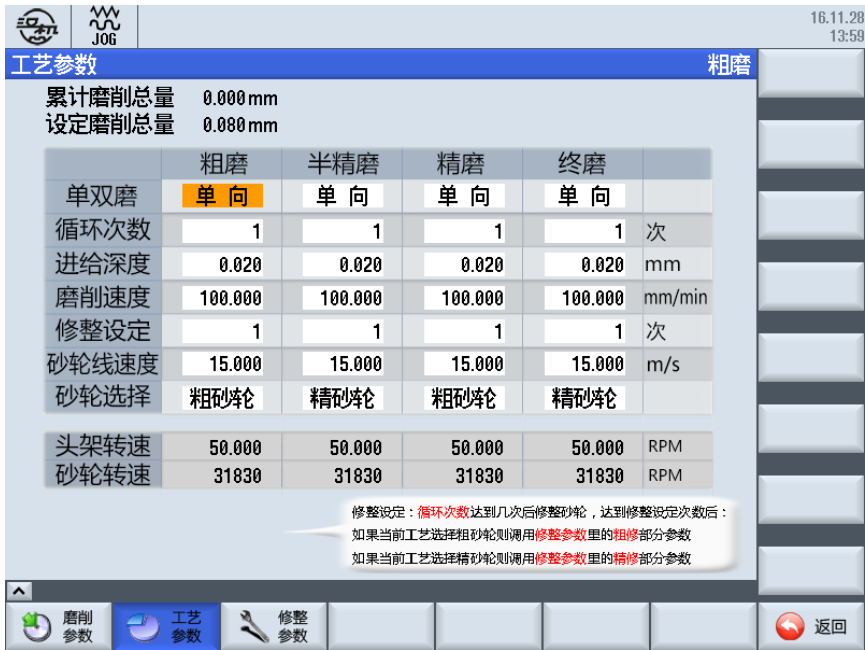 汉机
JOG
16.11.28
13:59
工艺参数 粗磨
累计磨削总量 0.000 mm
设定磨削总量 0.080 mm
粗磨 半精磨 精磨 终磨
单双磨 单 向 单 向 单 向 单 向
循环次数 1 1 1 1 次
进给深度 0.020 0.020 0.020 0.020 mm
磨削速度 100.000 100.000 100.000 100.000 mm/min
修整设定 1 1 1 1 次
砂轮线速度 15.000 15.000 15.000 15.000 m/s
砂轮选择 粗砂轮 精砂轮 粗砂轮 精砂轮
头架转速 50.000 50.000 50.000 50.000 RPM
砂轮转速 31830 31830 31830 31830 RPM
修整设定：循环次数达到几次后修整砂轮，达到修整设定次数后：
如果当前工艺选择粗砂轮则调用修整参数里的粗修部分参数
如果当前工艺选择精砂轮则调用修整参数里的精修部分参数
磨削参数 工艺参数 修整参数 返回